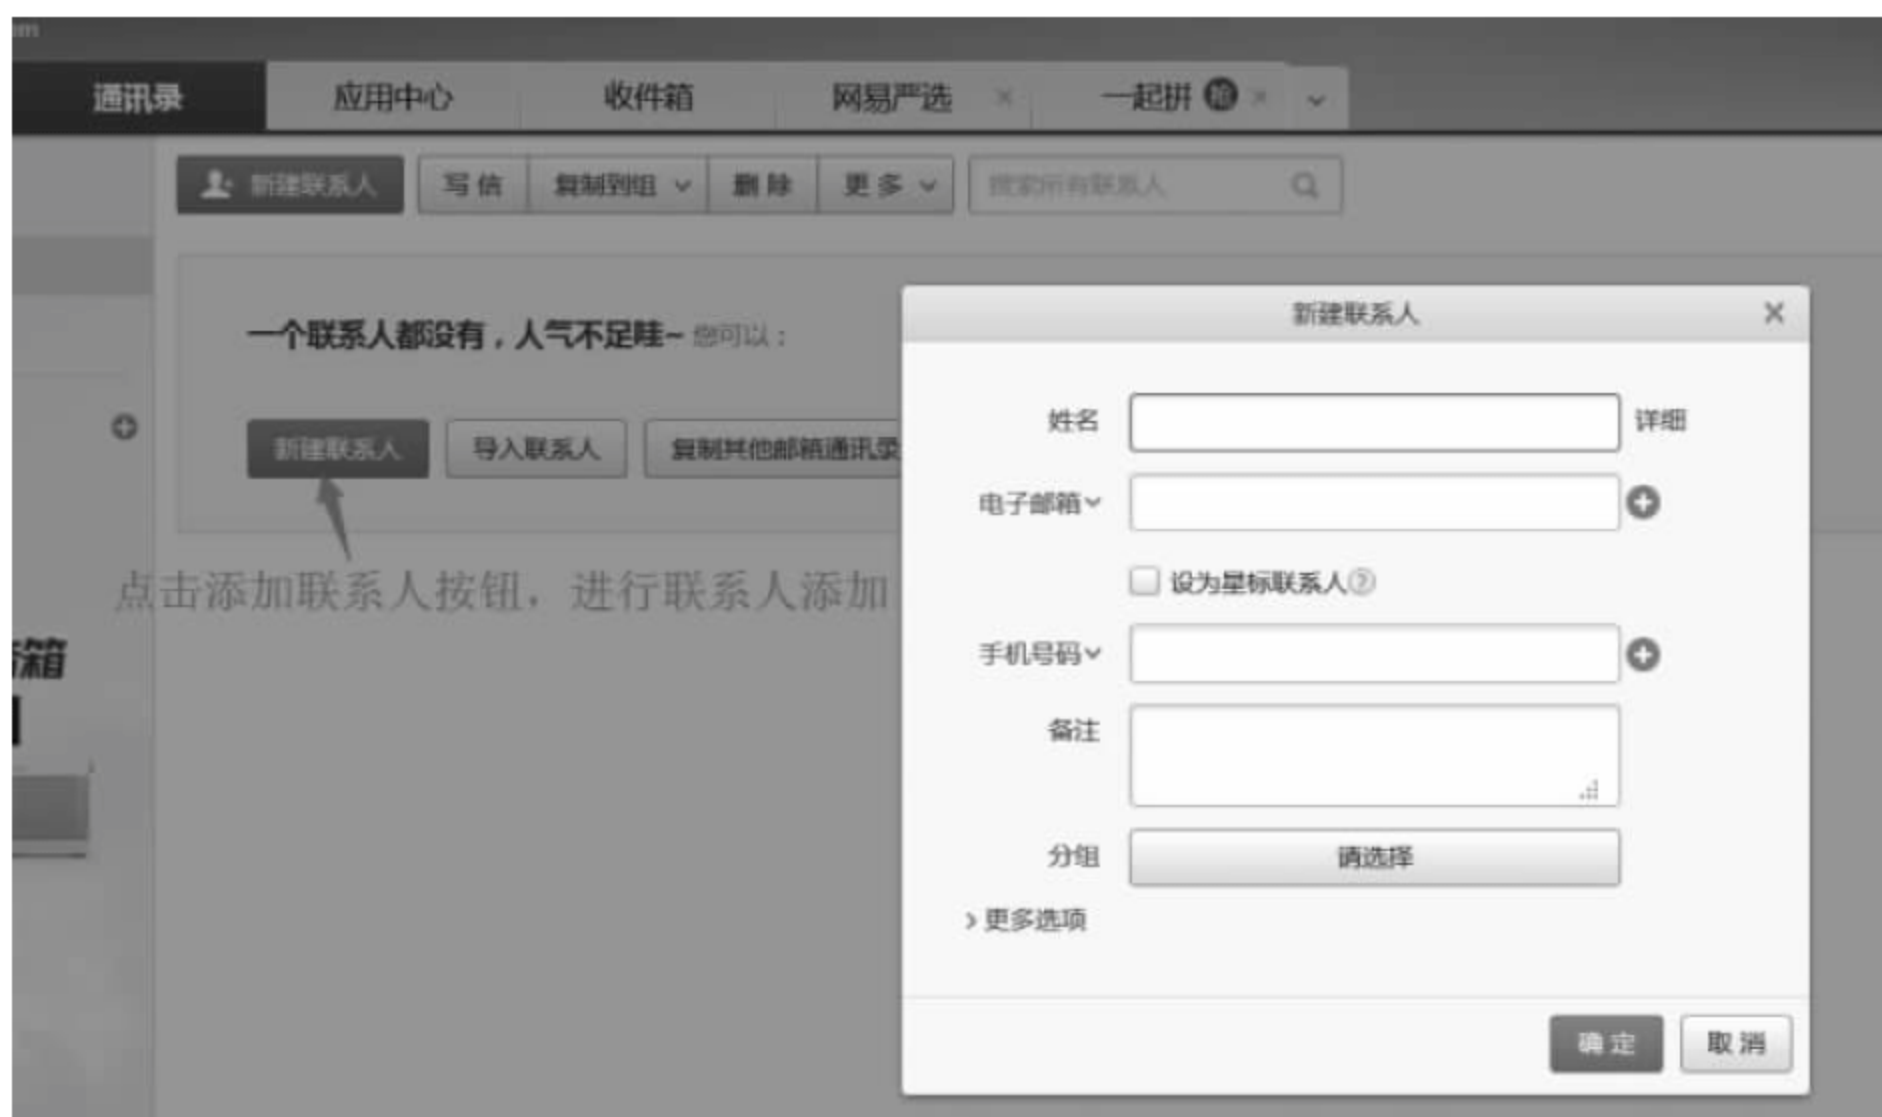 om
通讯录 应用中心 收件箱 网易严选 × 一起拼 ×
新建联系人 写信 复制到组 删除 更多 搜索所有联系人
一个联系人都没有，人气不足哇~ 您可以：
新建联系人 导入联系人 复制其他邮箱通讯录
点击添加联系人按钮，进行联系人添加
箱
新建联系人 ×
姓名 详细
电子邮箱
设为星标联系人?
手机号码
备注
分组 请选择
> 更多选项
确定 取消